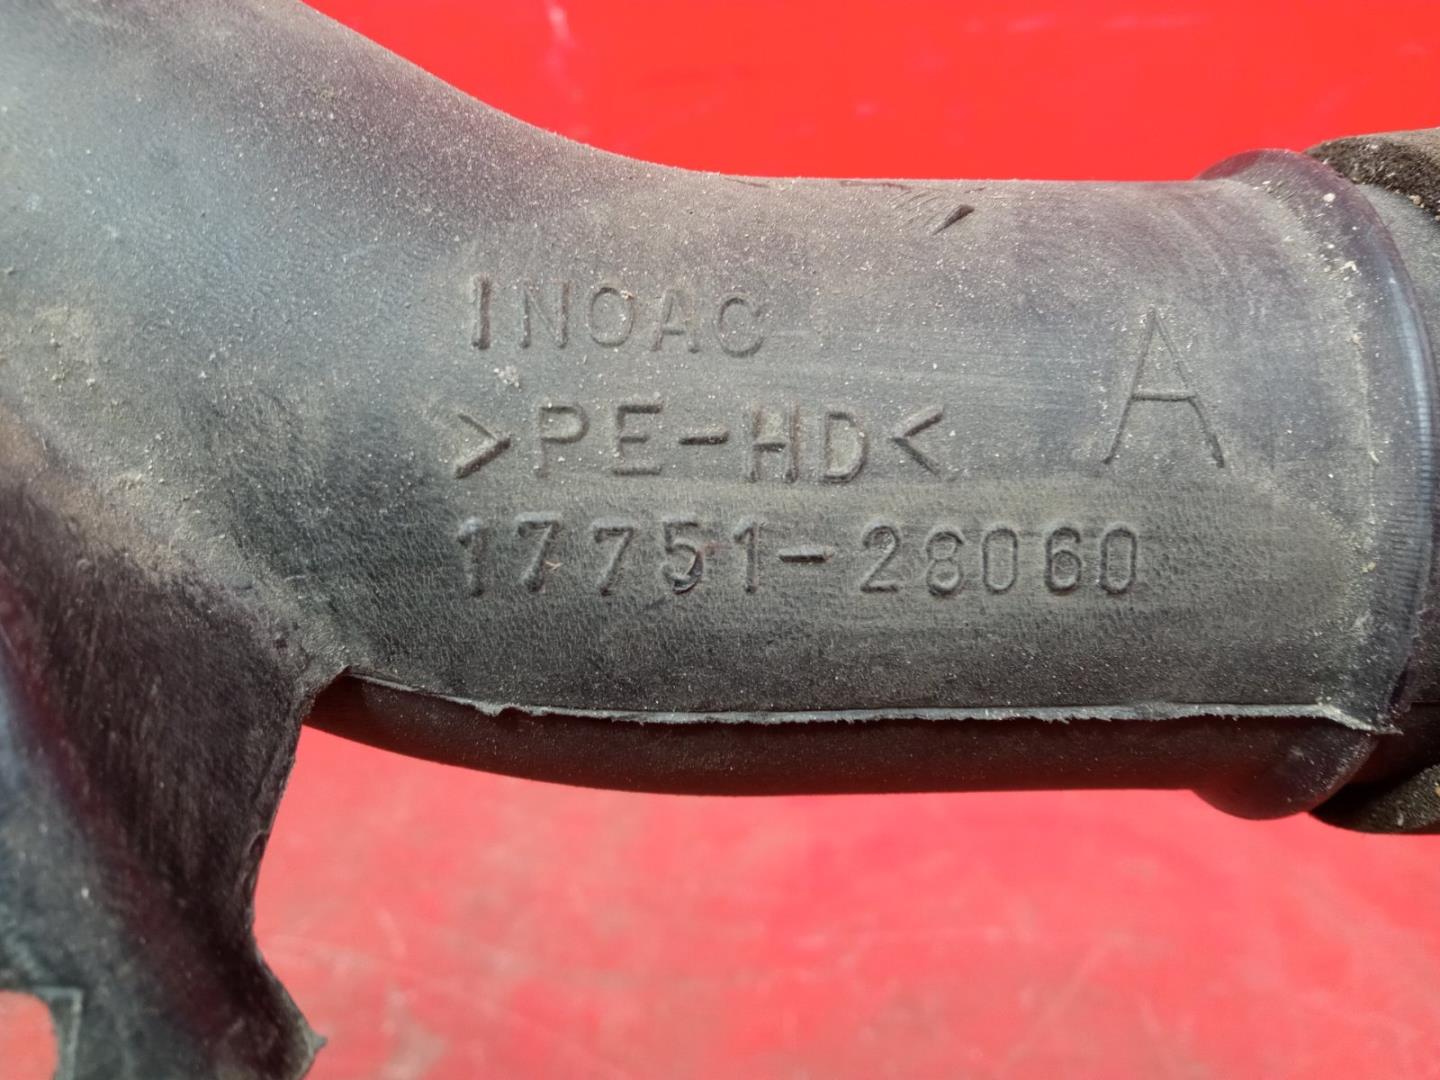 INOAC
>PE-HD<
A
17751-28060